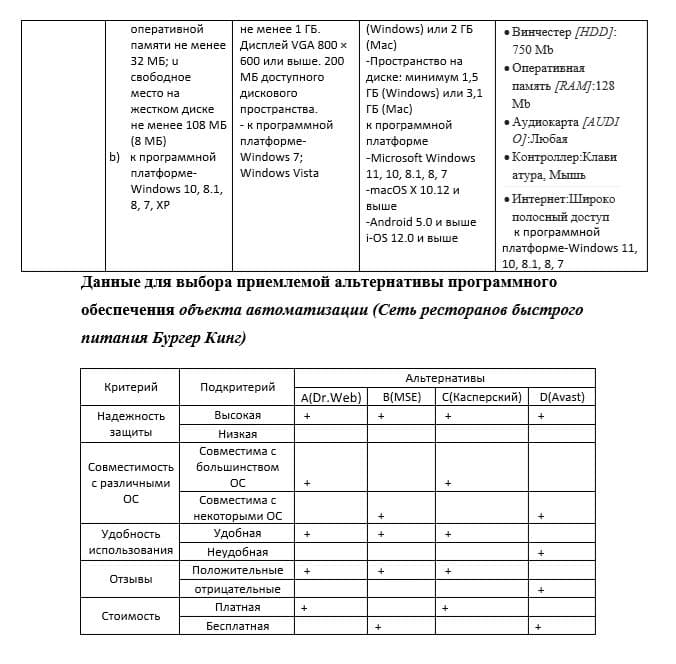 оперативной
памяти не менее
32 МБ; и
свободное
место на
жестком диске
не менее 108 МБ
(8 МБ)
b) к программной
платформе-
Windows 10, 8.1,
8, 7, XP
не менее 1 ГБ.
Дисплей VGA 800 ×
600 или выше. 200
МБ доступного
дискового
пространства.
- к программной
платформе-
Windows 7;
Windows Vista
(Windows) или 2 ГБ
(Mac)
-Пространство на
диске: минимум 1,5
ГБ (Windows) или 3,1
ГБ (Mac)
к программной
платформе
-Microsoft Windows
11, 10, 8.1, 8, 7
-macOS X 10.12 и
выше
-Android 5.0 и выше
i-OS 12.0 и выше
• Винчестер [HDD]:
750 Mb
• Оперативная
память [RAM]:128
Mb
• Аудиокарта [AUDI
O]:Любая
• Контроллер:Клави
атура, Мышь
• Интернет:Широко
полосный доступ
к программной
платформе-Windows 11,
10, 8.1, 8, 7
Данные для выбора приемлемой альтернативы программного
обеспечения объекта автоматизации (Сеть ресторанов быстрого
питания Бургер Кинг)
Критерий Подкритерий Альтернативы
A(Dr.Web) B(MSE) C(Касперский) D(Avast)
Надежность защиты Высокая + + + +
Низкая
Совместимость с различными ОС Совместима с большинством ОС + +
Совместима с некоторыми ОС + +
Удобность использования Удобная + + +
Неудобная +
Отзывы Положительные + + +
отрицательные +
Стоимость Платная + +
Бесплатная + +